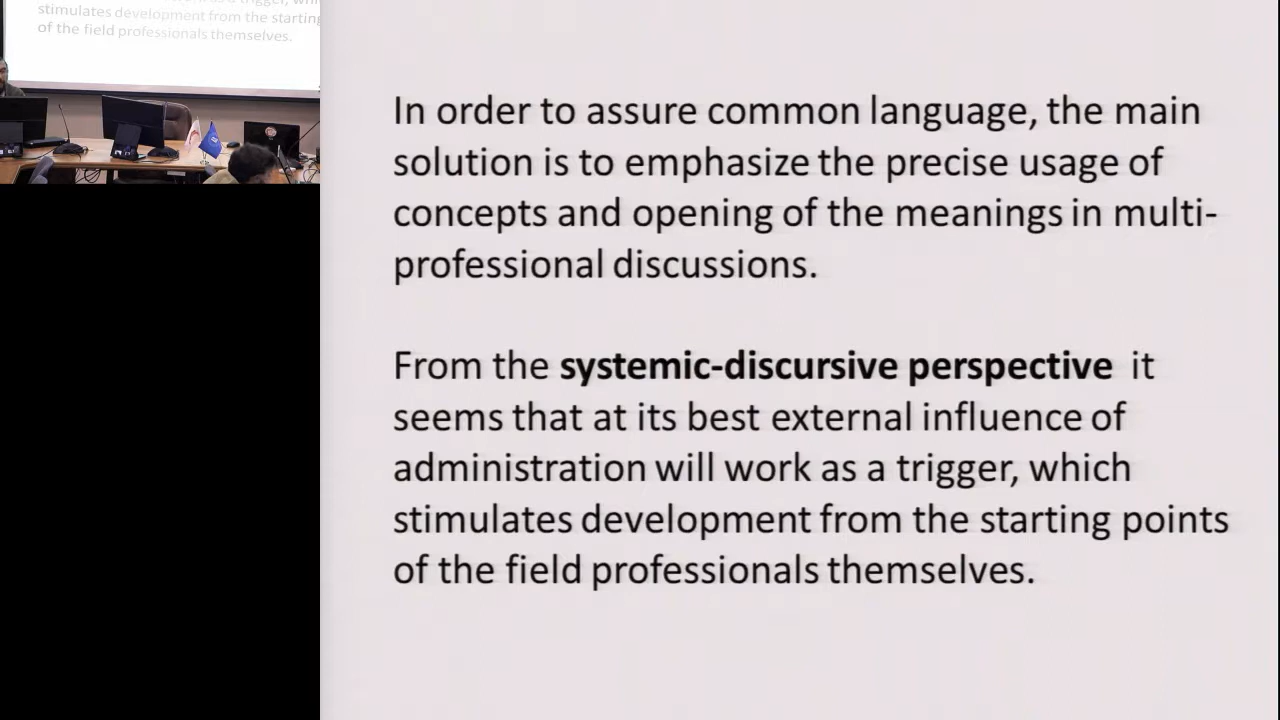 stimulates development from the starting
of the field professionals themselves.
In order to assure common language, the main
solution is to emphasize the precise usage of
concepts and opening of the meanings in multi-
professional discussions.
From the systemic-discursive perspective it
seems that at its best external influence of
administration will work as a trigger, which
stimulates development from the starting points
of the field professionals themselves.